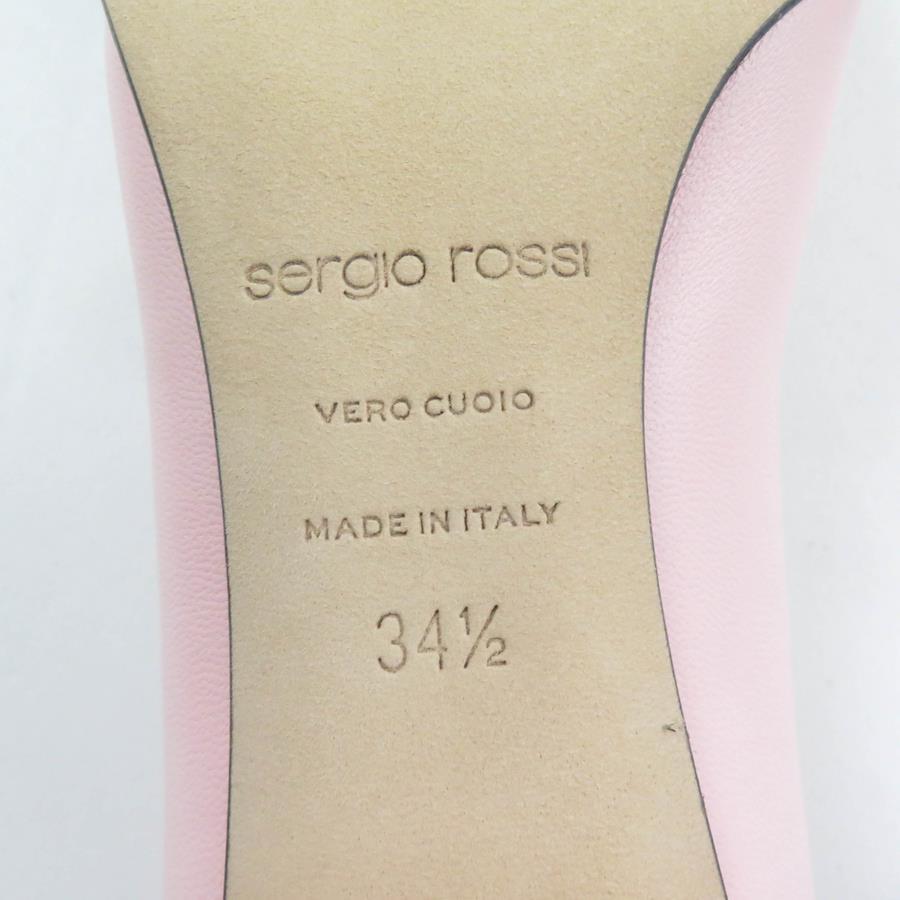 sergio rossi
VERO CUOIO
MADE IN ITALY
34½